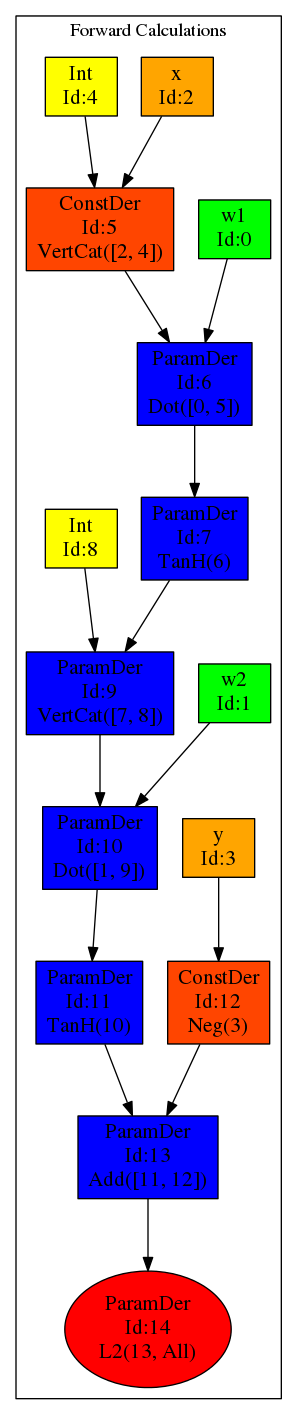 Forward Calculations
Int
Id:4
x
Id:2
ConstDer
Id:5
VertCat([2, 4])
w1
Id:0
ParamDer
Id:6
Dot([0, 5])
Int
Id:8
ParamDer
Id:7
TanH(6)
ParamDer
Id:9
VertCat([7, 8])
w2
Id:1
ParamDer
Id:10
Dot([1, 9])
y
Id:3
ParamDer
Id:11
TanH(10)
ConstDer
Id:12
Neg(3)
ParamDer
Id:13
Add([11, 12])
ParamDer
Id:14
L2(13, All)